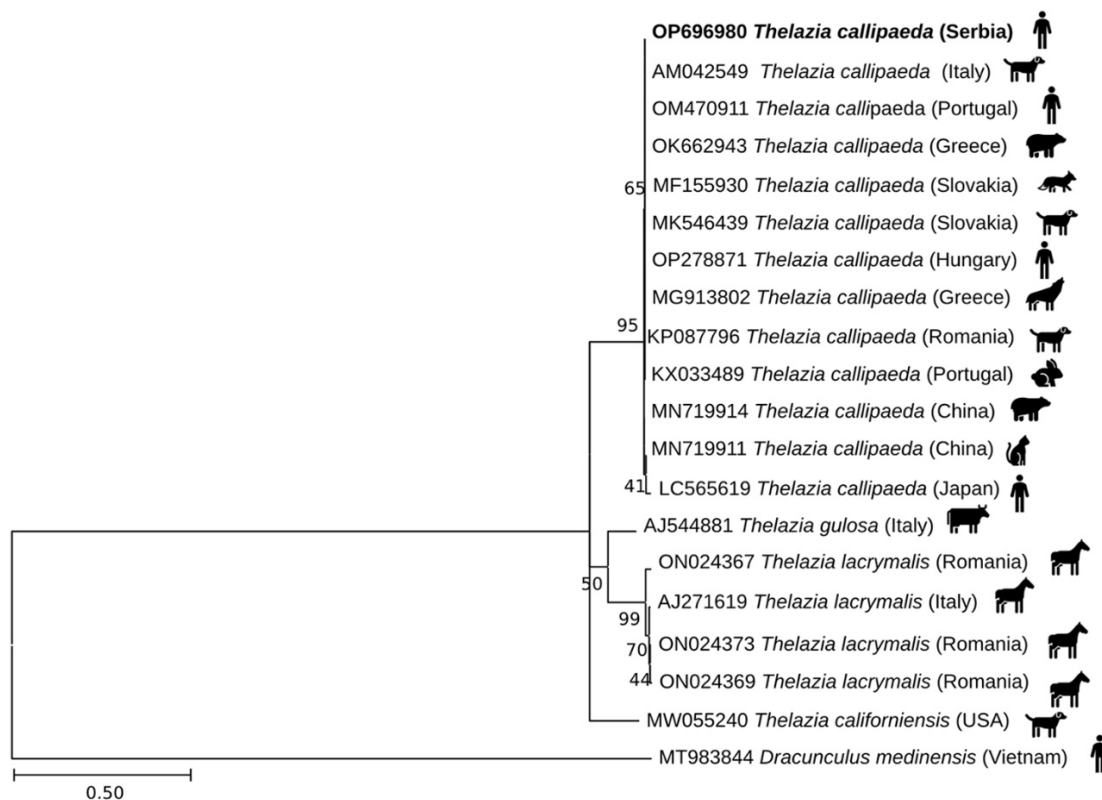 OP696980 Thelazia callipaeda (Serbia)
AM042549 Thelazia callipaeda (Italy)
OM470911 Thelazia callipaeda (Portugal)
OK662943 Thelazia callipaeda (Greece)
65
MF155930 Thelazia callipaeda (Slovakia)
MK546439 Thelazia callipaeda (Slovakia)
OP278871 Thelazia callipaeda (Hungary)
MG913802 Thelazia callipaeda (Greece)
95
KP087796 Thelazia callipaeda (Romania)
KX033489 Thelazia callipaeda (Portugal)
MN719914 Thelazia callipaeda (China)
MN719911 Thelazia callipaeda (China)
41
LC565619 Thelazia callipaeda (Japan)
AJ544881 Thelazia gulosa (Italy)
ON024367 Thelazia lacrymalis (Romania)
50
AJ271619 Thelazia lacrymalis (Italy)
99
ON024373 Thelazia lacrymalis (Romania)
70
44
ON024369 Thelazia lacrymalis (Romania)
MW055240 Thelazia californiensis (USA)
MT983844 Dracunculus medinensis (Vietnam)
0.50